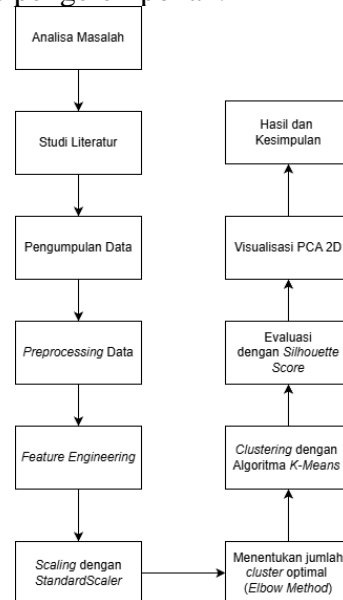 Analisa Masalah
Studi Literatur
Pengumpulan Data
Preprocessing Data
Feature Engineering
Scaling dengan
StandardScaler
Menentukan jumlah
cluster optimal
(Elbow Method)
Clustering dengan
Algoritma K-Means
Evaluasi
dengan Silhouette
Score
Visualisasi PCA 2D
Hasil dan
Kesimpulan